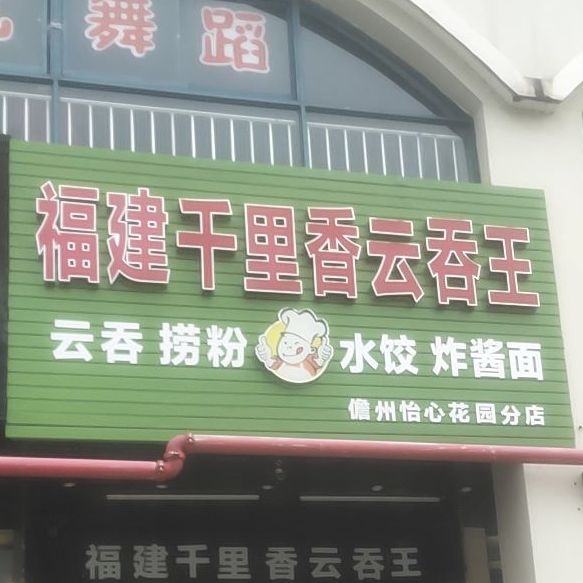 舞蹈
福建千里香云吞王
云吞 捞粉 水饺 炸酱面
儋州怡心花园分店
福建千里香云吞王